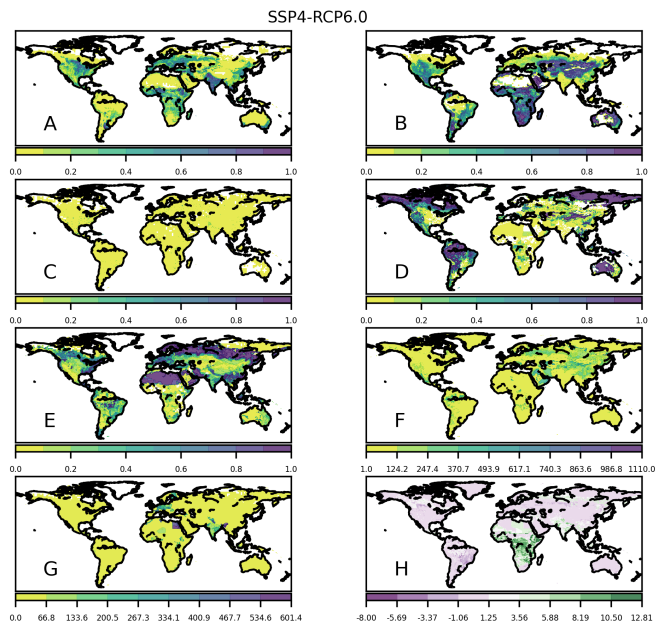 SSP4-RCP6.0
A
B
0.0 0.2 0.4 0.6 0.8 1.0
0.0 0.2 0.4 0.6 0.8 1.0
C
D
0.0 0.2 0.4 0.6 0.8 1.0
0.0 0.2 0.4 0.6 0.8 1.0
E
F
0.0 0.2 0.4 0.6 0.8 1.0
1.0 124.2 247.4 370.7 493.9 617.1 740.3 863.6 986.8 1110.0
G
H
0.0 66.8 133.6 200.5 267.3 334.1 400.9 467.7 534.6 601.4
-8.00 -5.69 -3.37 -1.06 1.25 3.56 5.88 8.19 10.50 12.81